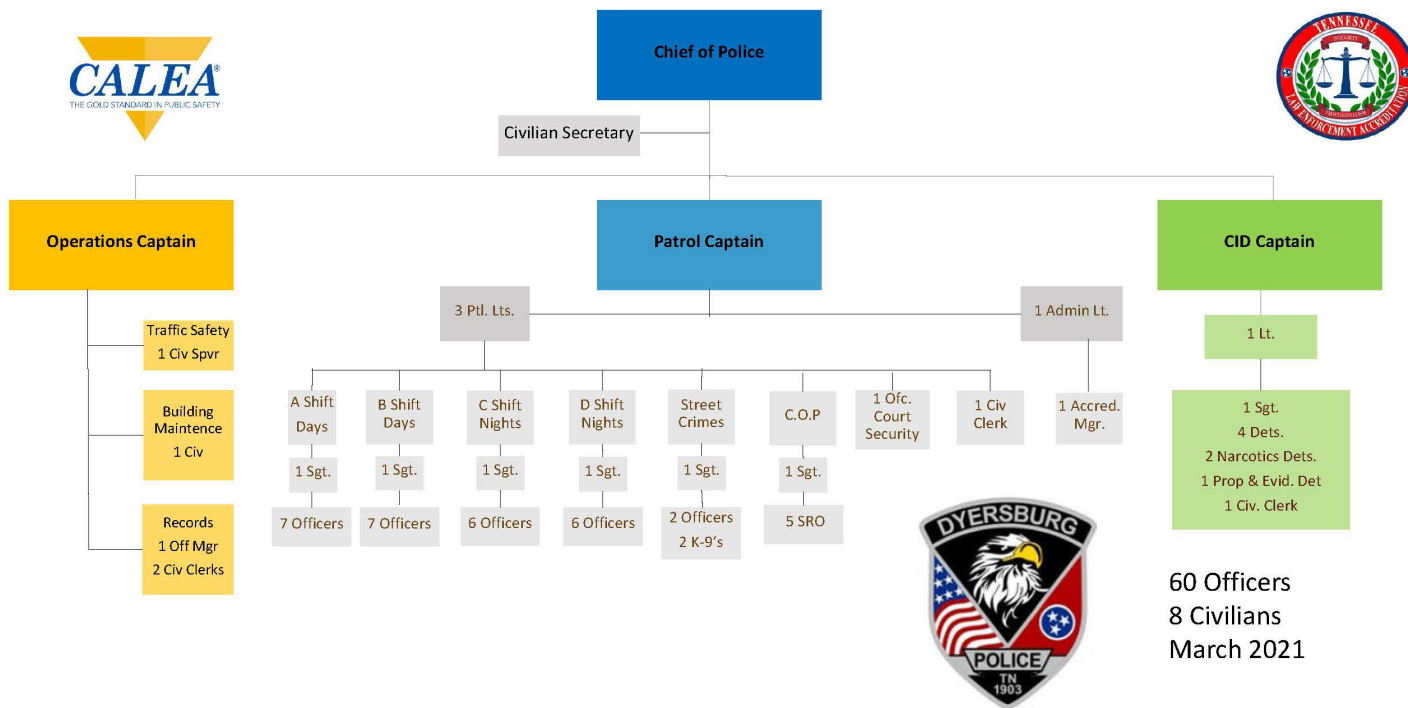 Chief of Police
CALEA®
THE GOLD STANDARD IN PUBLIC SAFETY
TENNESSEE
INTEGRITY
PROFESSIONALISM
LAW ENFORCEMENT ACCREDITATION
Civilian Secretary
Operations Captain
Patrol Captain
CID Captain
3 Ptl. Lts.
1 Admin Lt.
1 Lt.
Traffic Safety
1 Civ Spvr
Building
Maintence
1 Civ
Records
1 Off Mgr
2 Civ Clerks
A Shift
Days
1 Sgt.
7 Officers
B Shift
Days
1 Sgt.
7 Officers
C Shift
Nights
1 Sgt.
6 Officers
D Shift
Nights
1 Sgt.
6 Officers
Street
Crimes
1 Sgt.
2 Officers
2 K-9’s
C.O.P
1 Sgt.
5 SRO
1 Ofc.
Court
Security
1 Civ
Clerk
1 Accred.
Mgr.
1 Sgt.
4 Dets.
2 Narcotics Dets.
1 Prop & Evid. Det
1 Civ. Clerk
DYERSBURG
POLICE
TN
1903
60 Officers
8 Civilians
March 2021